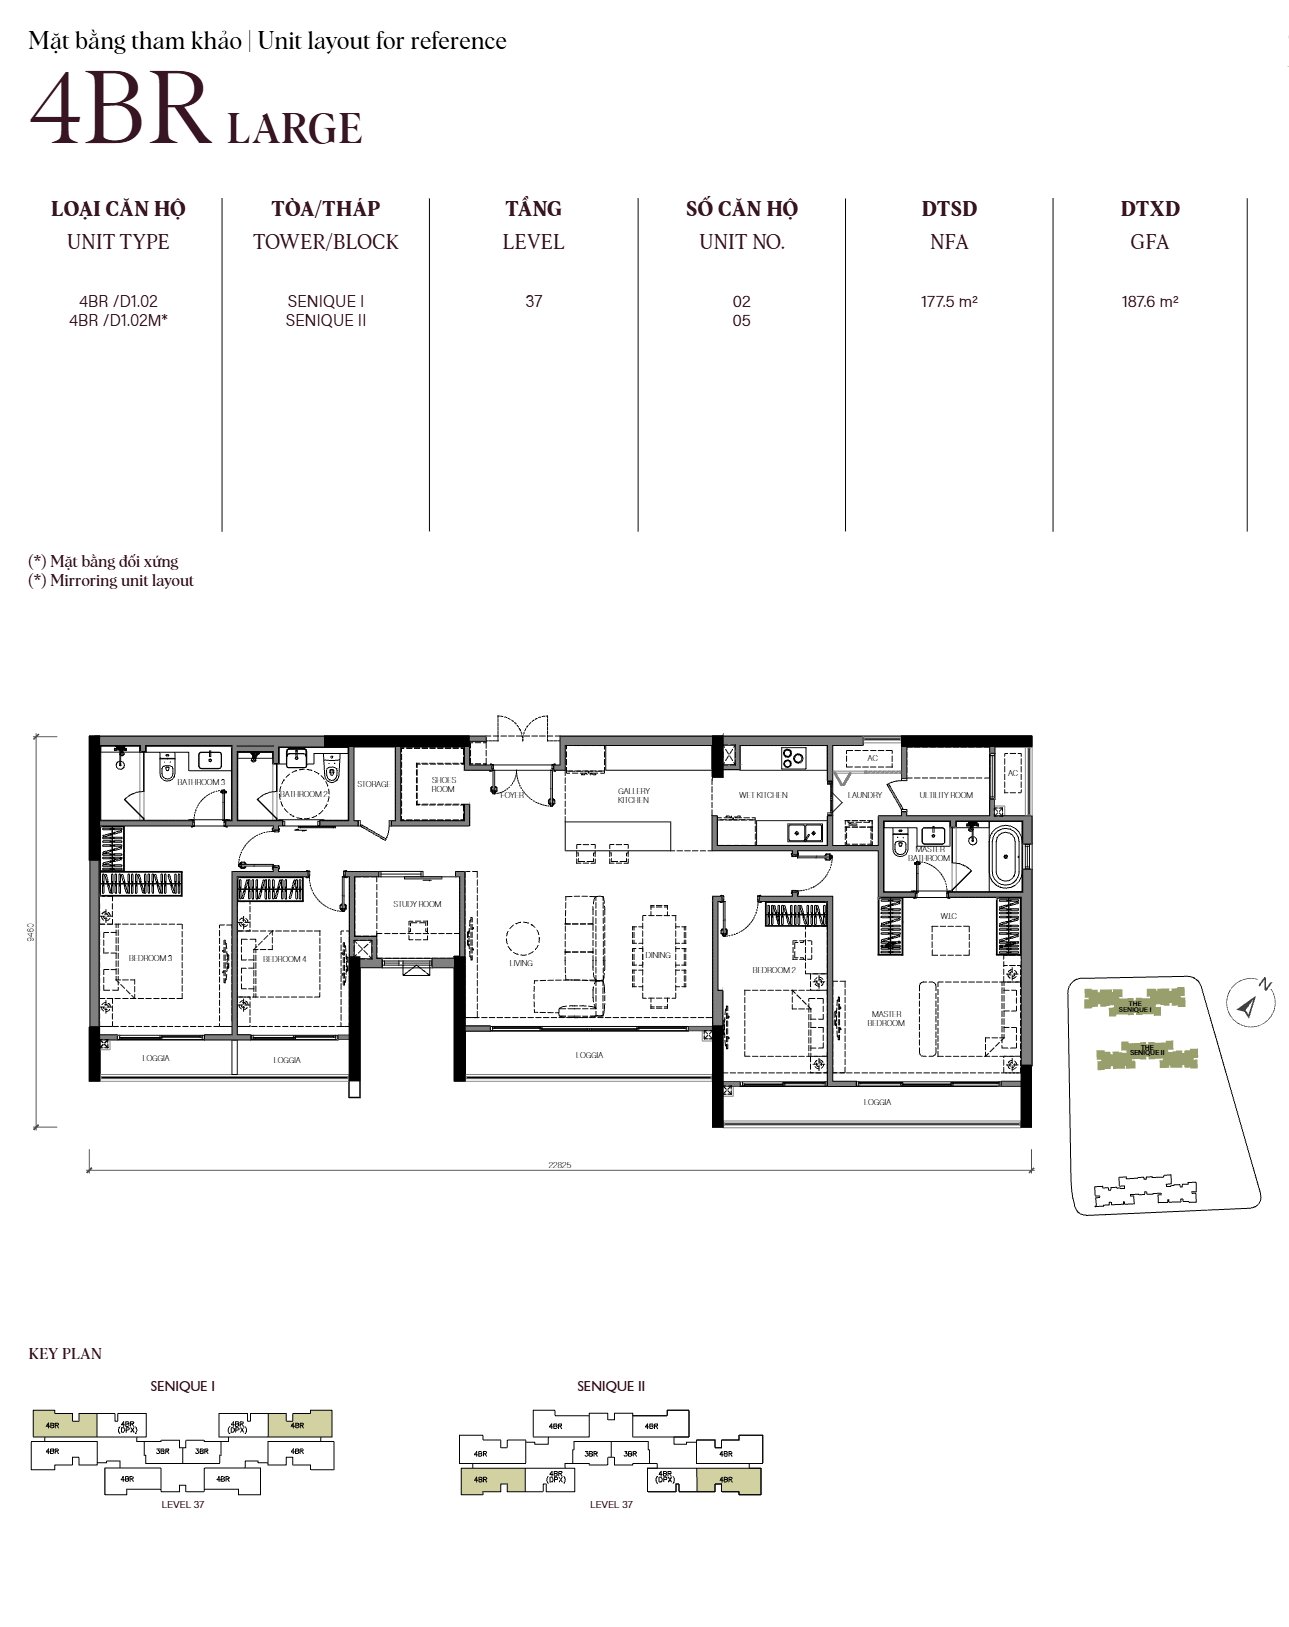 Mặt bằng tham khảo | Unit layout for reference
4BR LARGE
LOẠI CĂN HỘ
UNIT TYPE
4BR /D1.02
4BR /D1.02M*
TÒA/THÁP
TOWER/BLOCK
SENIQUE I
SENIQUE II
TẦNG
LEVEL
37
SỐ CĂN HỘ
UNIT NO.
02
05
DTSD
NFA
177.5 m²
DTXD
GFA
187.6 m²
(*) Mặt bằng đối xứng
(*) Mirroring unit layout
BATHROOM 3
BATHROOM 2
STORAGE
SHOES
ROOM
FOYER
GALLERY
KITCHEN
WET KITCHEN
AC
LAUNDRY
UTILITY ROOM
AC
MASTER
BATHROOM
STUDY ROOM
W.I.C
BEDROOM 3
BEDROOM 4
LIVING
DINING
BEDROOM 2
MASTER
BEDROOM
LOGGIA
LOGGIA
LOGGIA
LOGGIA
9460
22825
N
THE
SENIQUE I
THE
SENIQUE II
KEY PLAN
SENIQUE I
4BR
4BR
(DPX)
4BR
(DPX)
4BR
4BR
3BR
3BR
4BR
4BR
4BR
LEVEL 37
SENIQUE II
4BR
4BR
4BR
3BR
3BR
4BR
4BR
4BR
(DPX)
4BR
(DPX)
4BR
LEVEL 37